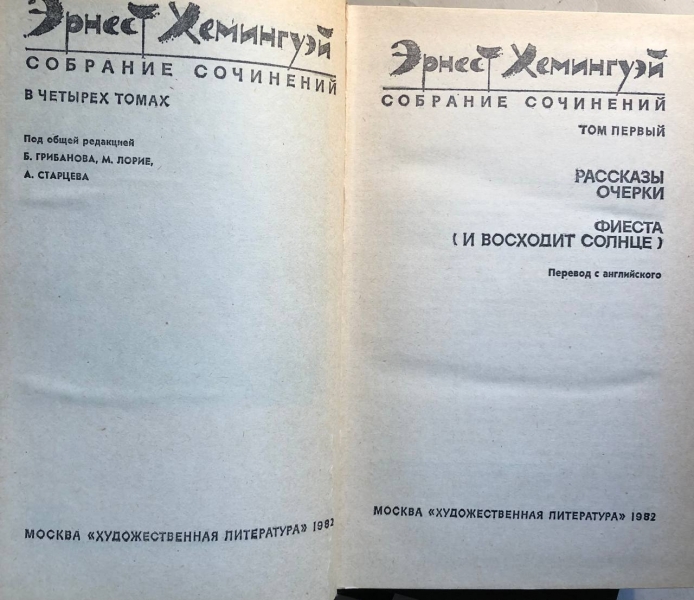 Эрнест Хемингуэй
СОБРАНИЕ СОЧИНЕНИЙ
В ЧЕТЫРЕХ ТОМАХ
Под общей редакцией
Б. ГРИБАНОВА, М. ЛОРИЕ,
А. СТАРЦЕВА
МОСКВА «ХУДОЖЕСТВЕННАЯ ЛИТЕРАТУРА» 1982
Эрнест Хемингуэй
СОБРАНИЕ СОЧИНЕНИЙ
ТОМ ПЕРВЫЙ
РАССКАЗЫ
ОЧЕРКИ
ФИЕСТА
( И ВОСХОДИТ СОЛНЦЕ )
Перевод с английского
МОСКВА «ХУДОЖЕСТВЕННАЯ ЛИТЕРАТУРА» 1982